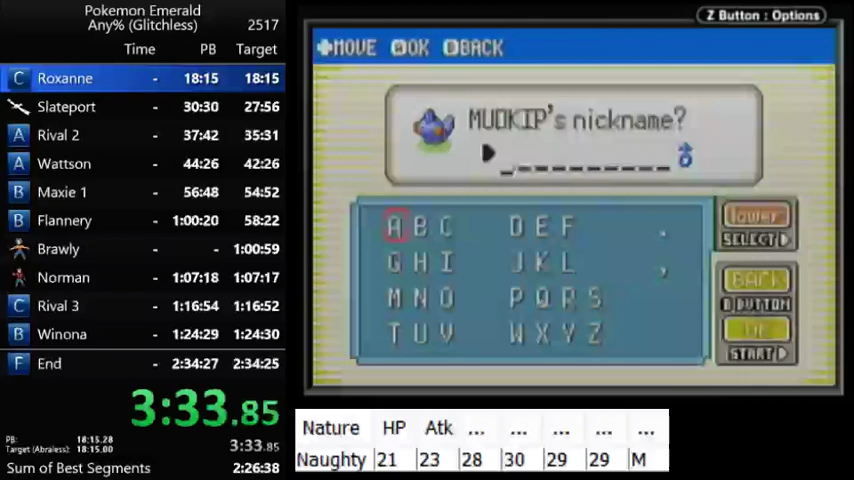 Pokemon Emerald
Any% (Glitchless) 2517
Time PB Target
C Roxanne - 18:15 18:15
Slateport - 30:30 27:56
A Rival 2 - 37:42 35:31
A Wattson - 44:26 42:26
B Maxie 1 - 56:48 54:52
B Flannery - 1:00:20 58:22
Brawly - - 1:00:59
Norman - 1:07:18 1:07:17
C Rival 3 - 1:16:54 1:16:52
B Winona - 1:24:29 1:24:30
F End - 2:34:27 2:34:25
3:33.85
PB: 18:15.28
Target (Abraless): 18:15.00
3:33.85
Sum of Best Segments 2:26:38
Z Button : Options
MOVE A OK B BACK
MUDKIP's nickname?
♂
A B C D E F .
G H I J K L ,
M N O P Q R S
T U V W X Y Z
lower
SELECT
BACK
B BUTTON
OK
START
Nature HP Atk ... ... ... ... ...
Naughty 21 23 28 30 29 29 M